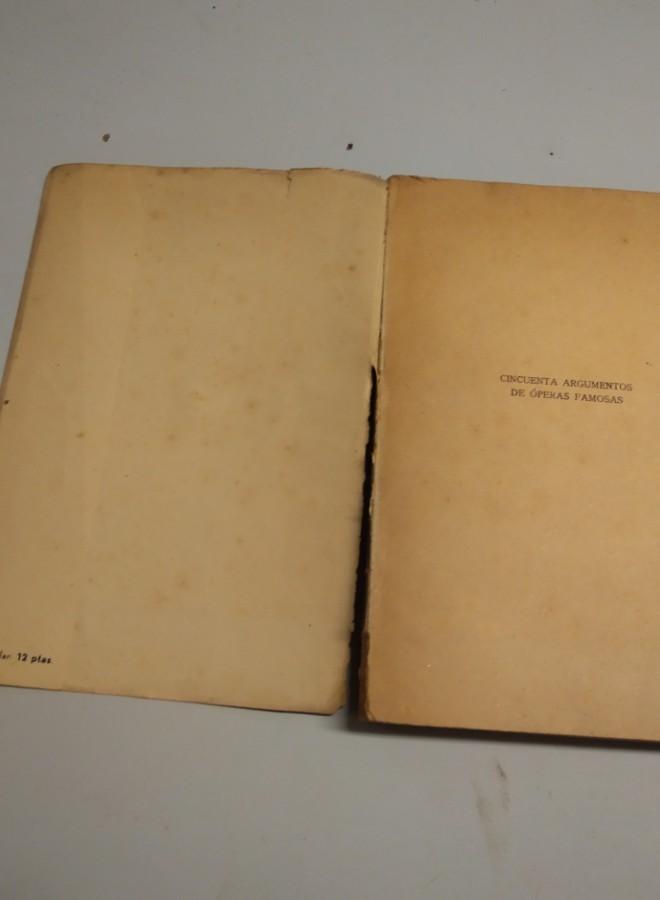 12 ptas.
CINCUENTA ARGUMENTOS
DE ÓPERAS FAMOSAS